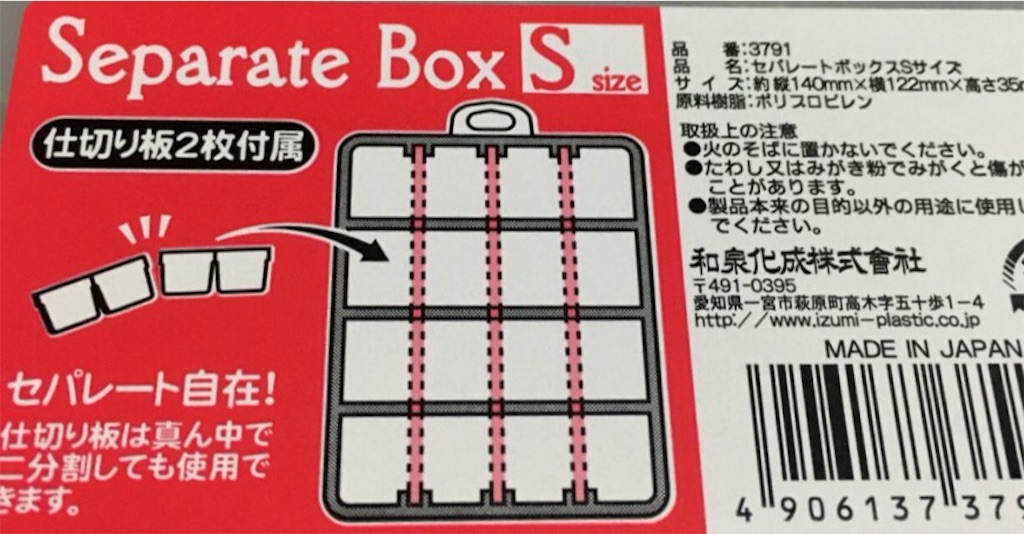 Separate Box S size
仕切り板2枚付属
セパレート自在!
仕切り板は真ん中で
二分割しても使用で
きます。
品 番:3791
品 名:セパレートボックスSサイズ
サイズ:約縦140mm×横122mm×高さ35m
原料樹脂:ポリプロピレン
取扱上の注意
●火のそばに置かないでください。
●たわし又はみがき粉でみがくと傷が
ことがあります。
●製品本来の目的以外の用途に使用し
でください。
和泉化成株式會社
〒491-0395
愛知県一宮市萩原町高木字五十歩1-4
http://www.izumi-plastic.co.jp
MADE IN JAPAN
4 906137 379